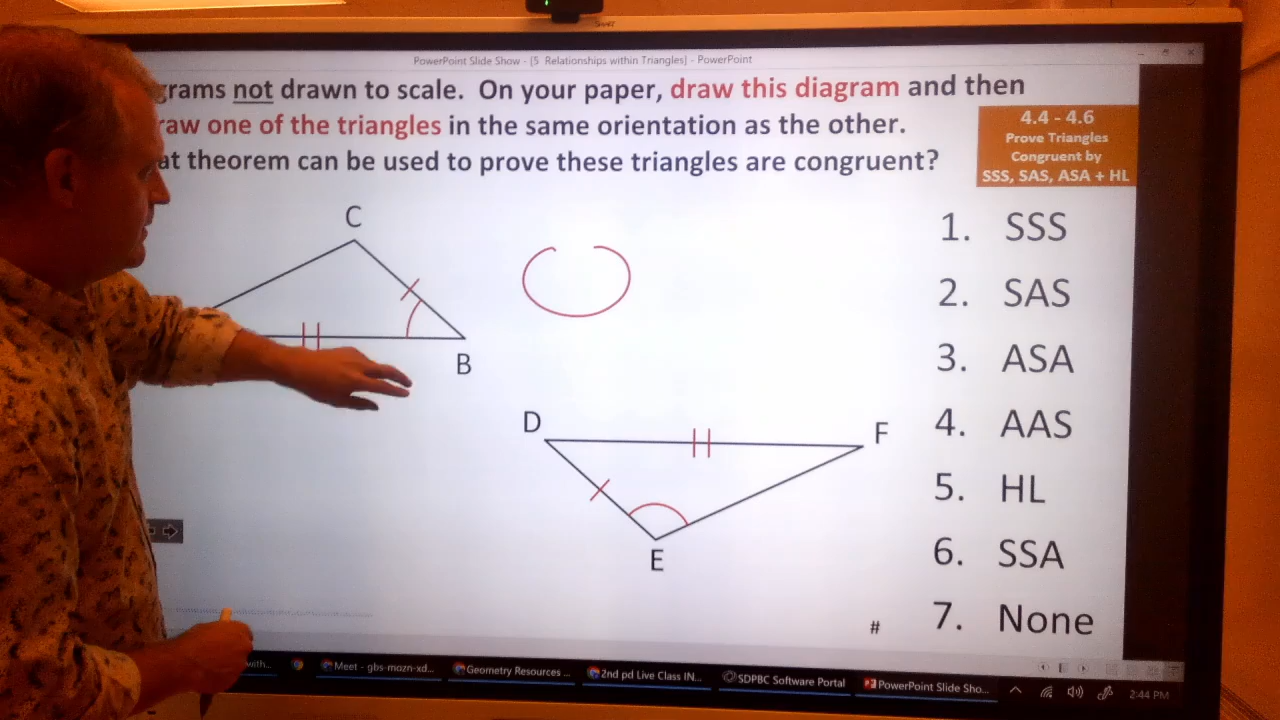 PowerPoint Slide Show - [5 Relationships within Triangles] - PowerPoint
grams not drawn to scale. On your paper, draw this diagram and then
raw one of the triangles in the same orientation as the other.
at theorem can be used to prove these triangles are congruent?
4.4 - 4.6
Prove Triangles
Congruent by
SSS, SAS, ASA + HL
C
B
D
F
E
1. SSS
2. SAS
3. ASA
4. AAS
5. HL
6. SSA
7. None
#
with...
Meet - gbs-mozn-xd...
Geometry Resources ...
2nd pd Live Class IN...
SDPBC Software Portal
PowerPoint Slide Sho...
2:44 PM